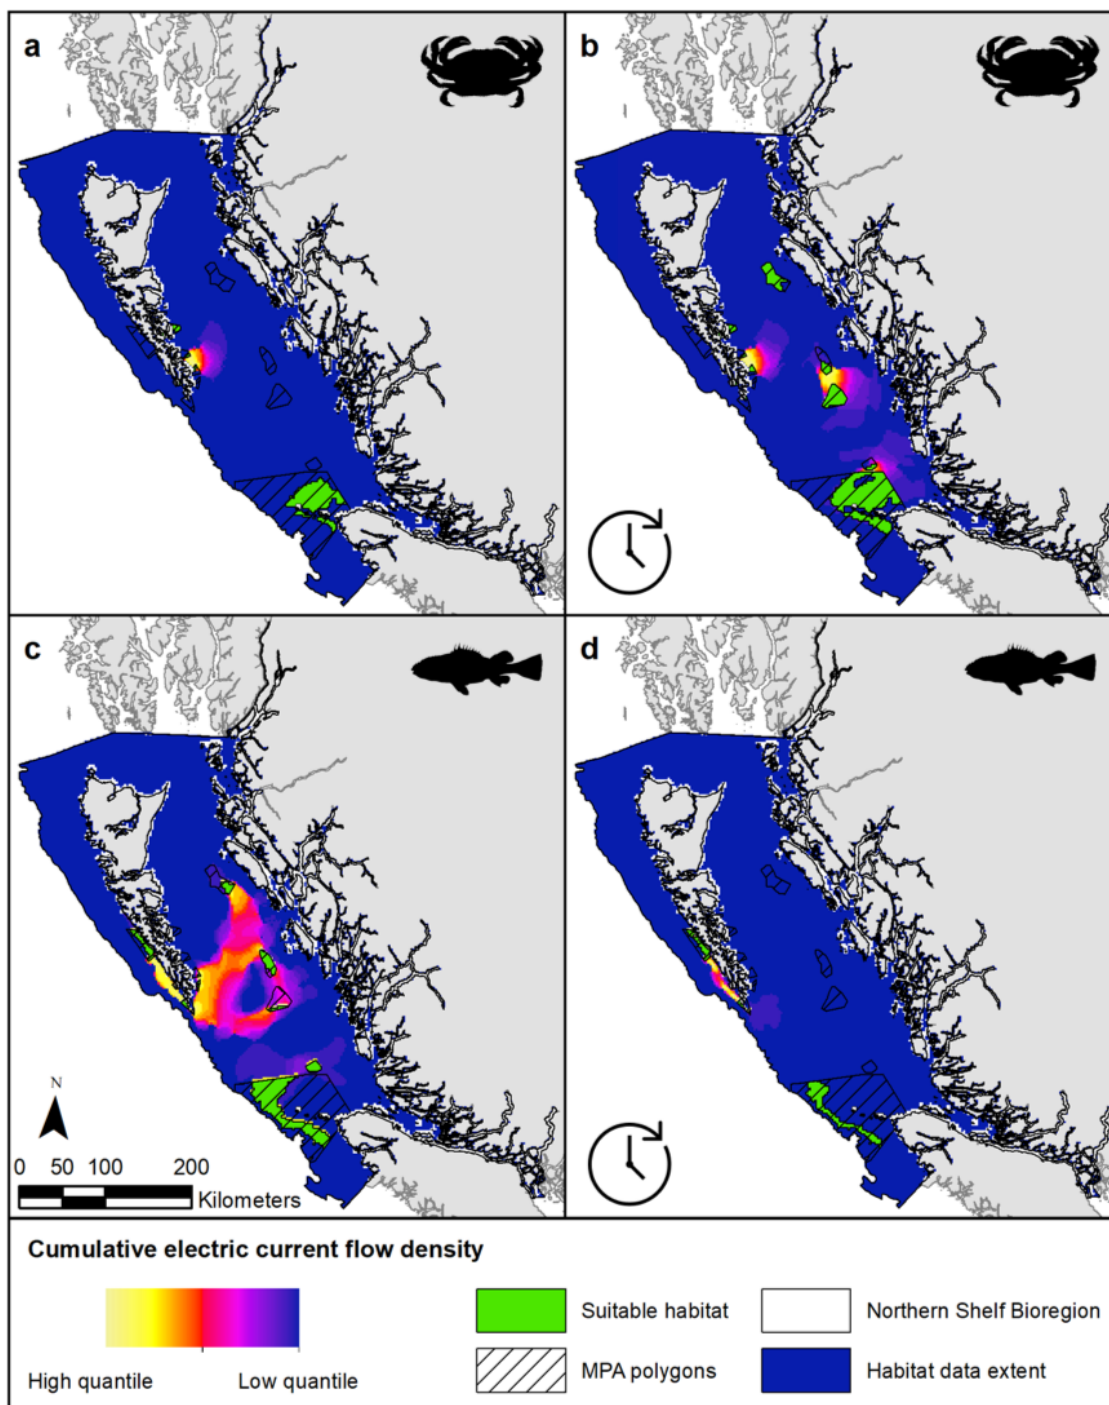 a
b
c
d
N
0 50 100 200
Kilometers
Cumulative electric current flow density
High quantile
Low quantile
Suitable habitat
MPA polygons
Northern Shelf Bioregion
Habitat data extent